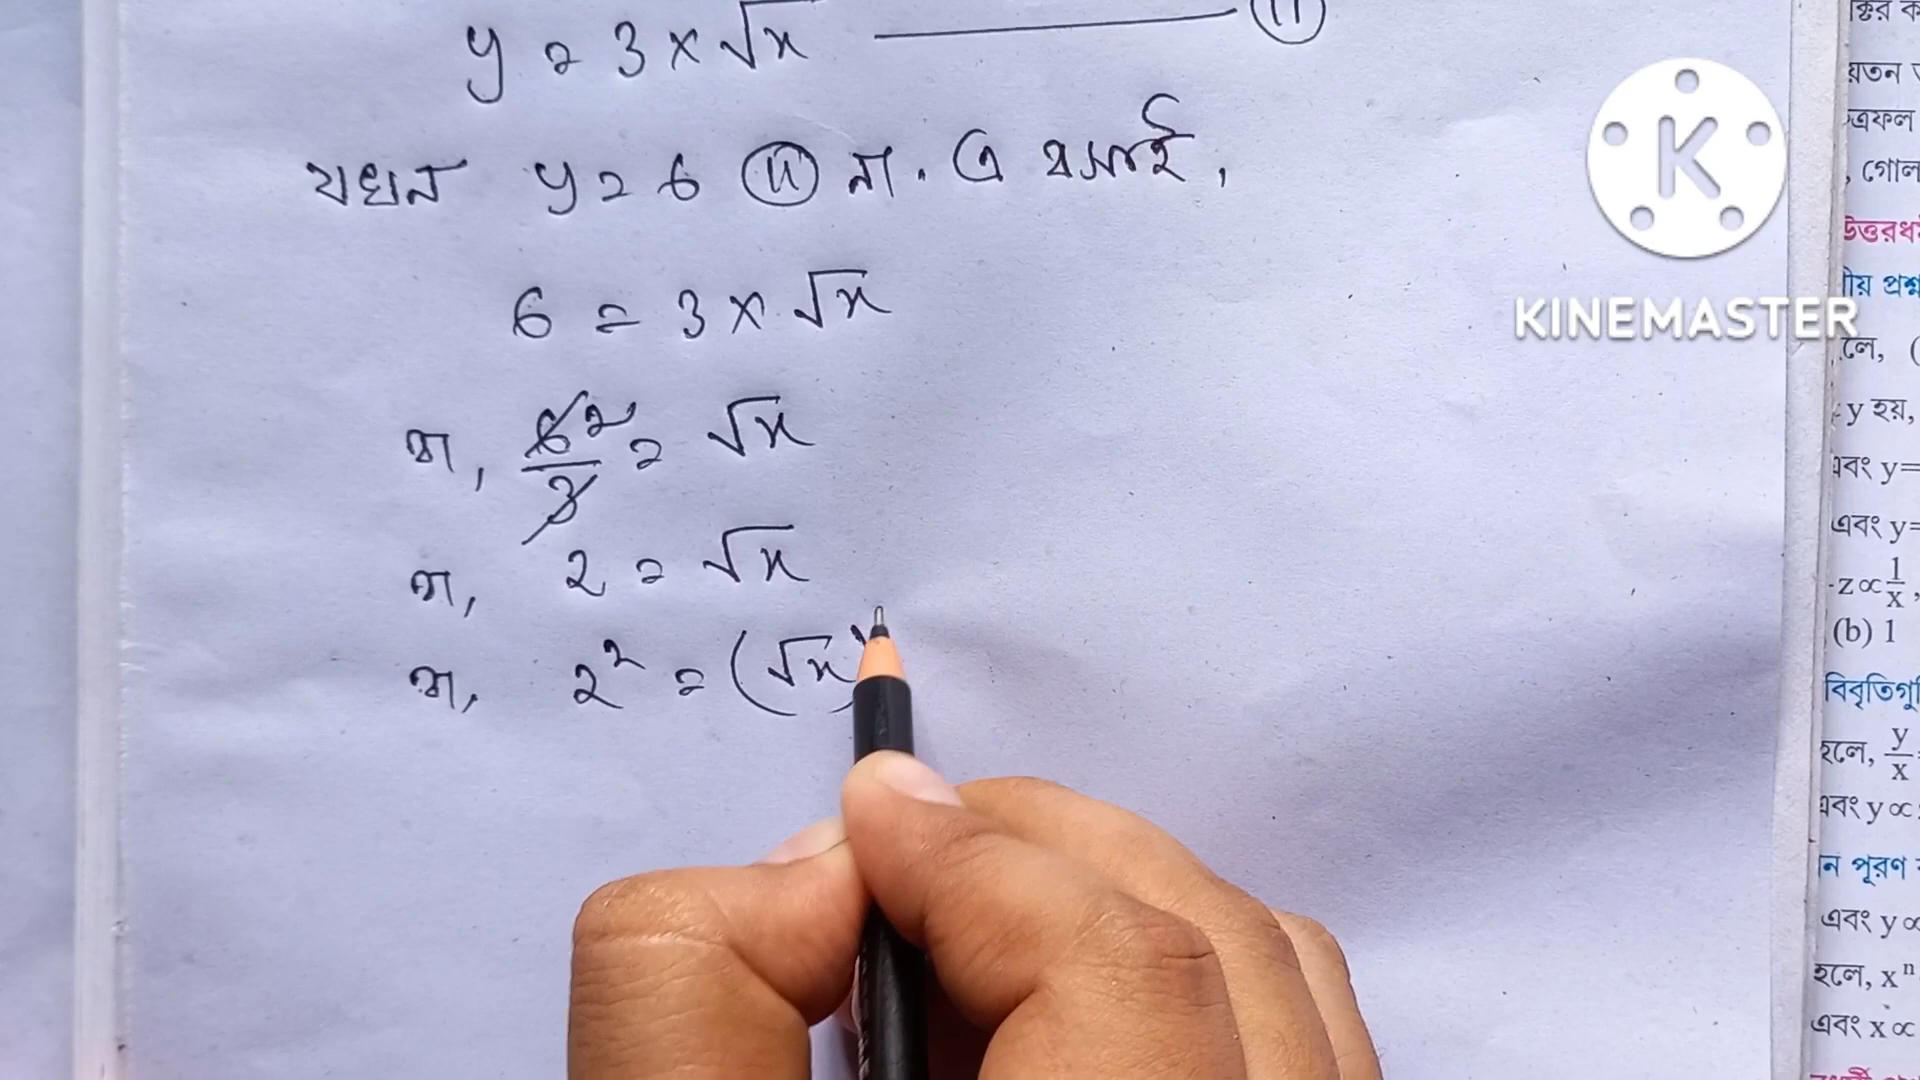 y = 3 × √x ——— (ii)
যখন y = 6 (ii) নং. এ বসাই,
6 = 3 × √x
বা, 6/3 2 = √x
বা, 2 = √x
বা, 2² = (√x)
KINEMASTER
য়তন
ত্রফল
, গোল
উত্তরধ
ীয় প্রশ্ন
লে, (
y হয়,
এবং y=
এবং y=
z∝1/x,
(b) 1
বিবৃতিগু
হলে, y/x
এবং y∝
ন পূরণ
এবং y∝
হলে, xⁿ
এবং x∝